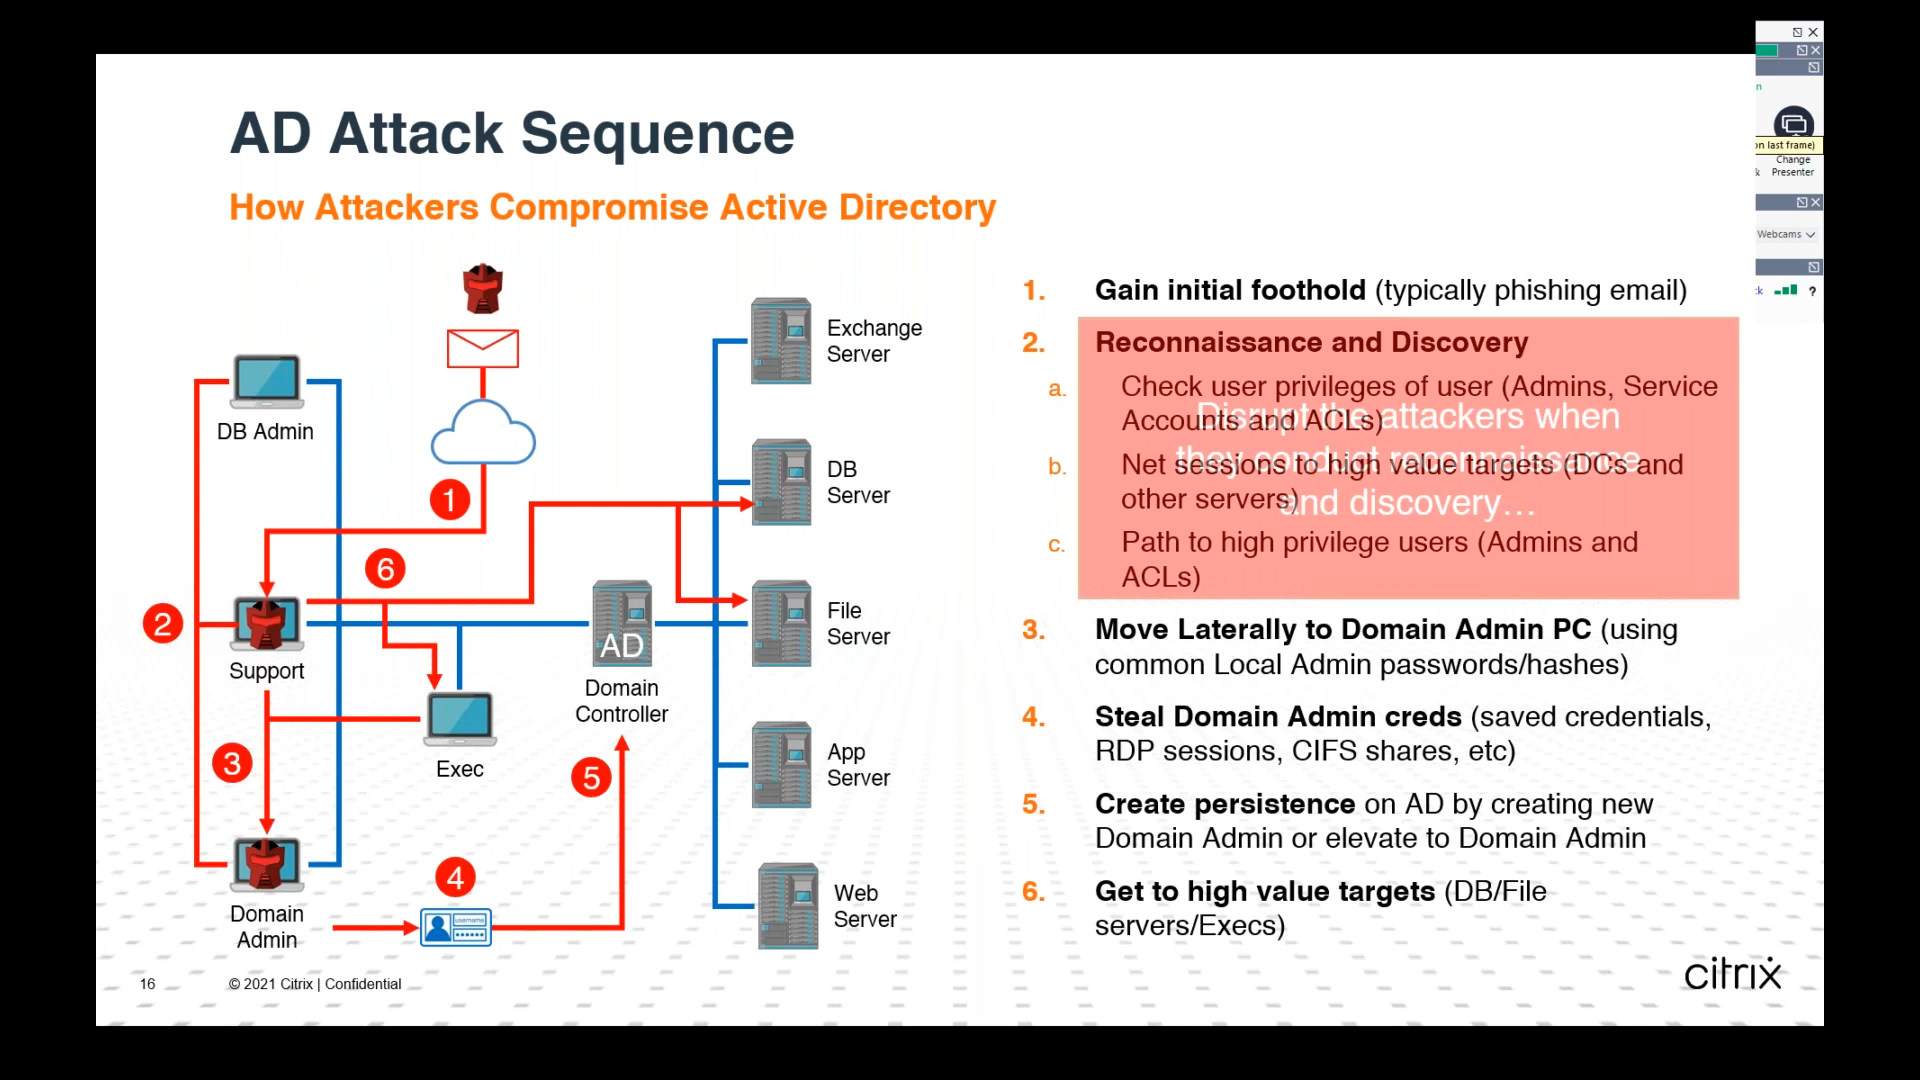 AD Attack Sequence
How Attackers Compromise Active Directory
DB Admin
1
6
2
Support
3
Exec
Domain
Admin
4
username
5
AD
Domain
Controller
Exchange
Server
DB
Server
File
Server
App
Server
Web
Server
1. Gain initial foothold (typically phishing email)
2. Reconnaissance and Discovery
a. Check user privileges of user (Admins, Service
Accounts and ACLs)
b. Net sessions to high value targets (DCs and
other servers)
c. Path to high privilege users (Admins and
ACLs)
Disrupt the attackers when
they conduct reconnaissance
and discovery…
3. Move Laterally to Domain Admin PC (using
common Local Admin passwords/hashes)
4. Steal Domain Admin creds (saved credentials,
RDP sessions, CIFS shares, etc)
5. Create persistence on AD by creating new
Domain Admin or elevate to Domain Admin
6. Get to high value targets (DB/File
servers/Execs)
16 © 2021 Citrix | Confidential
citrix
on last frame)
Change
Presenter
Webcams
?